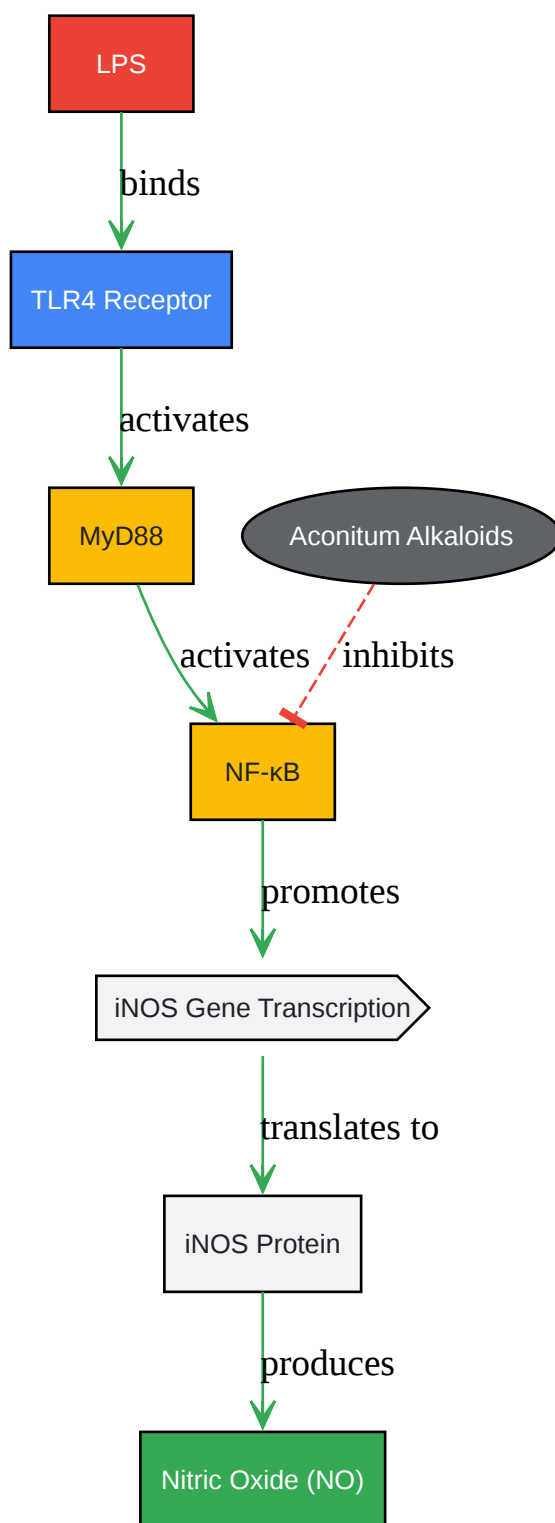 LPS
binds
TLR4 Receptor
activates
MyD88
Aconitum Alkaloids
activates
inhibits
NF-κB
promotes
iNOS Gene Transcription
translates to
iNOS Protein
produces
Nitric Oxide (NO)